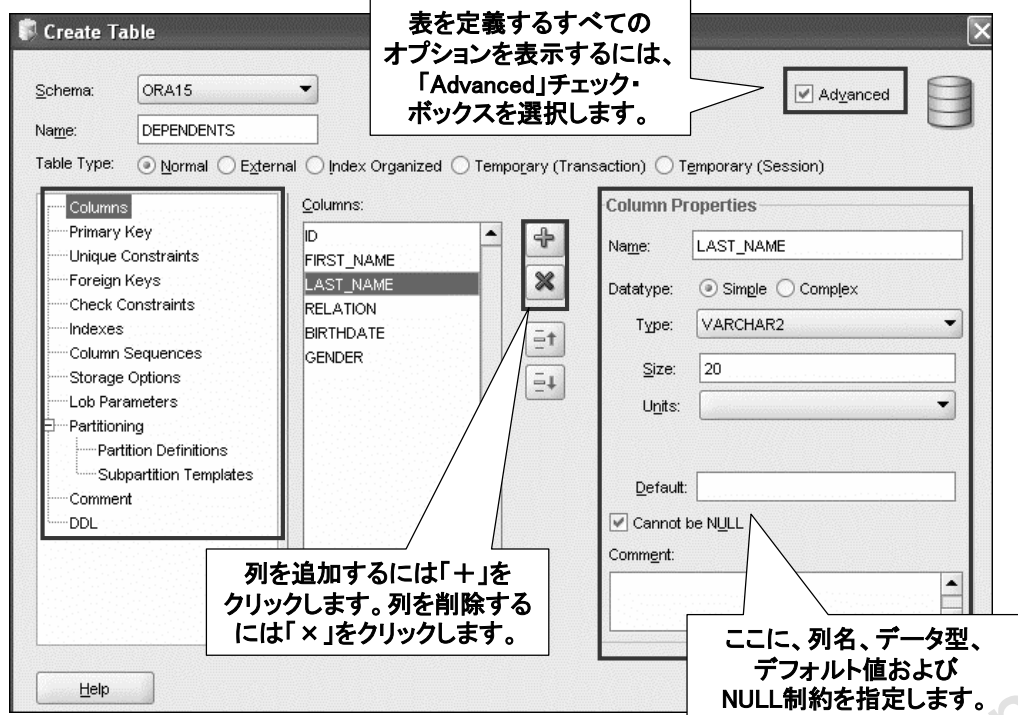 Create Table
表を定義するすべての
オプションを表示するには、
「Advanced」チェック・
ボックスを選択します。
Schema:
ORA15
Advanced
Name:
DEPENDENTS
Table Type:
Normal
External
Index Organized
Temporary (Transaction)
Temporary (Session)
Columns
Primary Key
Unique Constraints
Foreign Keys
Check Constraints
Indexes
Column Sequences
Storage Options
Lob Parameters
Partitioning
Partition Definitions
Subpartition Templates
Comment
DDL
Columns:
ID
FIRST_NAME
LAST_NAME
RELATION
BIRTHDATE
GENDER
Column Properties
Name:
LAST_NAME
Datatype:
Simple
Complex
Type:
VARCHAR2
Size:
20
Units:
Default:
Cannot be NULL
Comment:
列を追加するには「＋」を
クリックします。列を削除する
には「×」をクリックします。
ここに、列名、データ型、
デフォルト値および
NULL制約を指定します。
Help